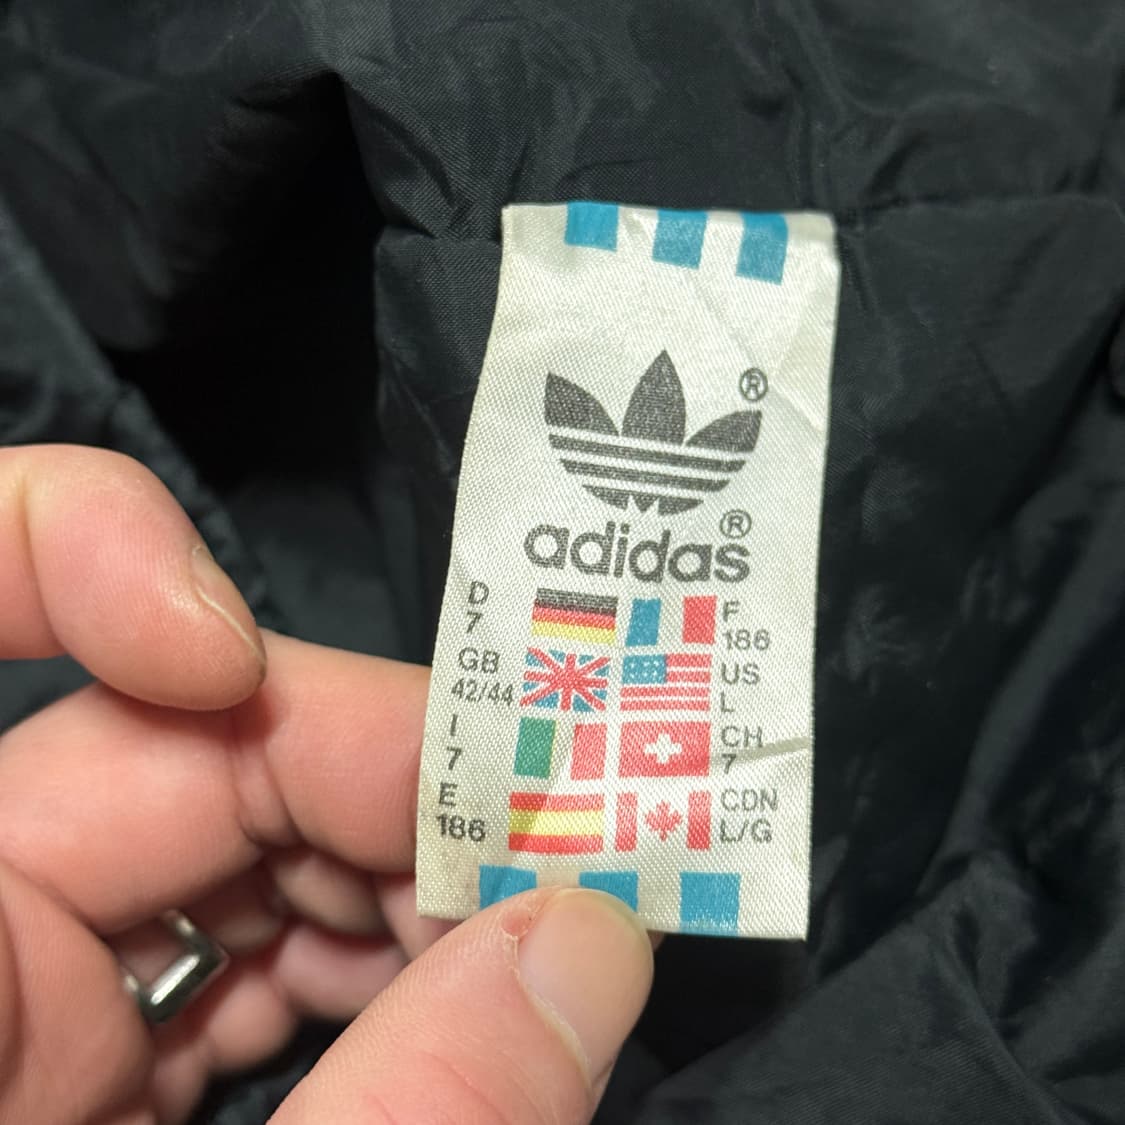 ®
adidas®
D F
7 186
GB US
42/44 L
I CH
7 7
E CDN
186 L/G